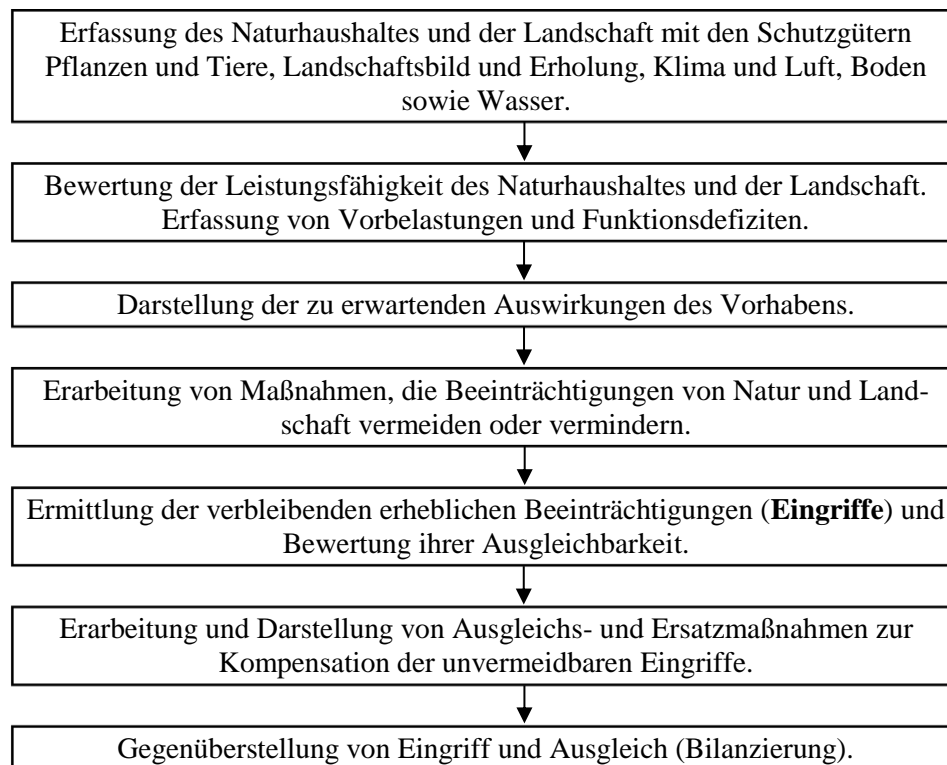 Erfassung des Naturhaushaltes und der Landschaft mit den Schutzgütern
Pflanzen und Tiere, Landschaftsbild und Erholung, Klima und Luft, Boden
sowie Wasser.
Bewertung der Leistungsfähigkeit des Naturhaushaltes und der Landschaft.
Erfassung von Vorbelastungen und Funktionsdefiziten.
Darstellung der zu erwartenden Auswirkungen des Vorhabens.
Erarbeitung von Maßnahmen, die Beeinträchtigungen von Natur und Land-
schaft vermeiden oder vermindern.
Ermittlung der verbleibenden erheblichen Beeinträchtigungen (Eingriffe) und
Bewertung ihrer Ausgleichbarkeit.
Erarbeitung und Darstellung von Ausgleichs- und Ersatzmaßnahmen zur
Kompensation der unvermeidbaren Eingriffe.
Gegenüberstellung von Eingriff und Ausgleich (Bilanzierung).